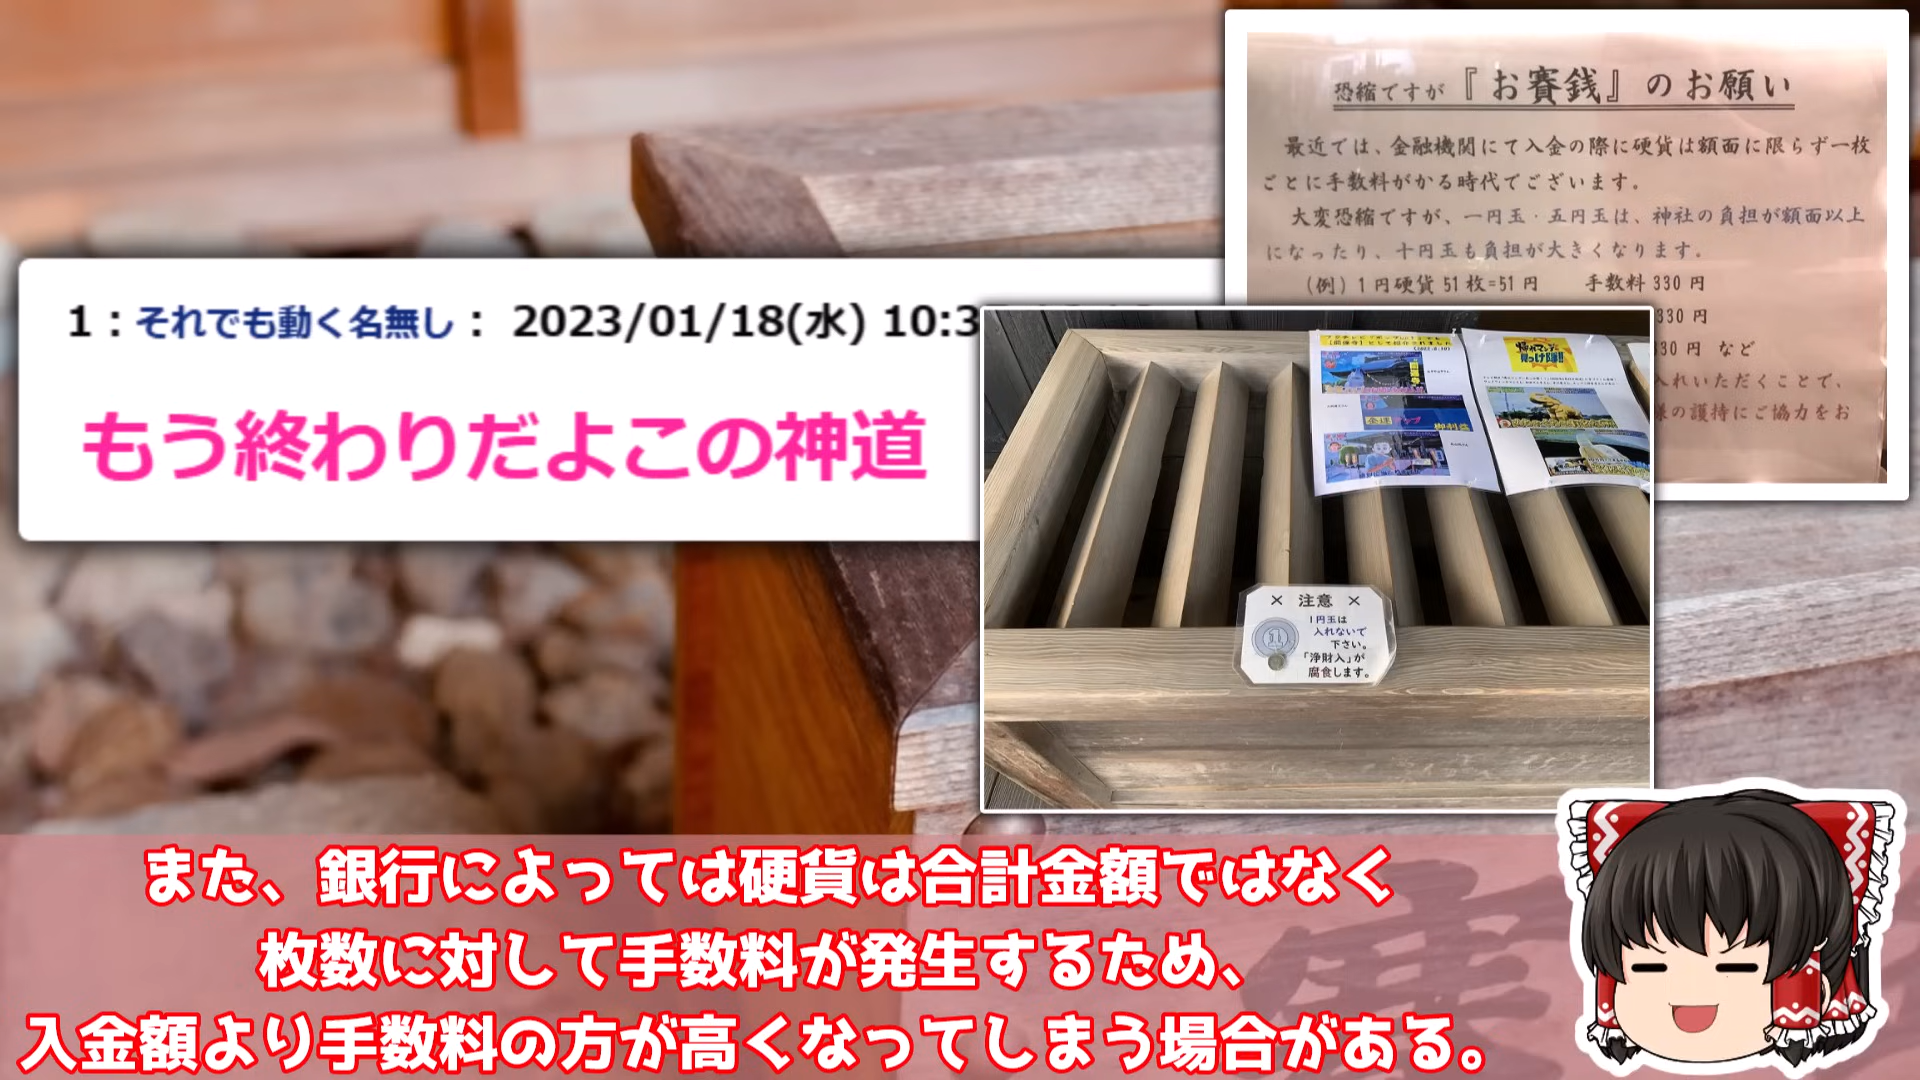 恐縮ですが『お賽銭』のお願い
最近では、金融機関にて入金の際に硬貨は額面に限らず一枚
ごとに手数料がかる時代でございます。
大変恐縮ですが、一円玉・五円玉は、神社の負担が額面以上
になったり、十円玉も負担が大きくなります。
(例)1円硬貨51枚=51円 手数料330円
330円
30円 など
入れいただくことで、
様の護持にご協力をお
1：それでも動く名無し： 2023/01/18(水) 10:3
もう終わりだよこの神道
× 注意 ×
1円玉は
入れないで
下さい。
「浄財入」が
腐食します。
また、銀行によっては硬貨は合計金額ではなく
枚数に対して手数料が発生するため、
入金額より手数料の方が高くなってしまう場合がある。